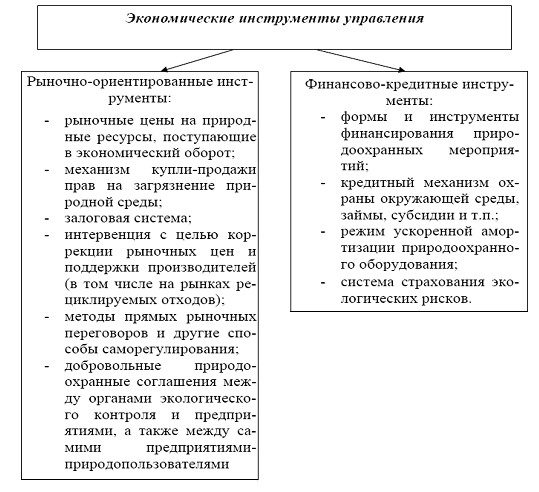 Экономические инструменты управления
Рыночно-ориентированные инст-
рументы:
- рыночные цены на природ-
ные ресурсы, поступающие
в экономический оборот;
- механизм купли-продажи
прав на загрязнение при-
родной среды;
- залоговая система;
- интервенция с целью кор-
рекции рыночных цен и
поддержки производителей
(в том числе на рынках ре-
циклируемых отходов);
- методы прямых рыночных
переговоров и другие спо-
собы саморегулирования;
- добровольные природо-
охранные соглашения меж-
ду органами экологическо-
го контроля и предпри-
ятиями, а также между са-
мими предприятиями-
природопользователями
Финансово-кредитные инстру-
менты:
- формы и инструменты
финансирования приро-
доохранных мероприя-
тий;
- кредитный механизм ох-
раны окружающей среды,
займы, субсидии и т.п.;
- режим ускоренной амор-
тизации природоохранно-
го оборудования;
- система страхования эко-
логических рисков.